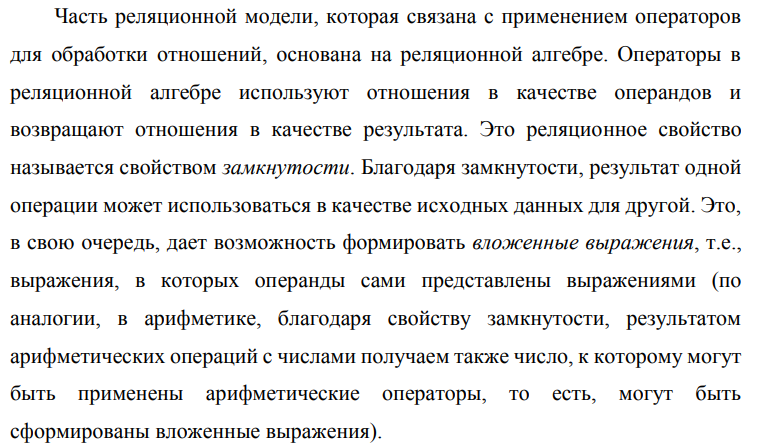 Часть реляционной модели, которая связана с применением операторов
для обработки отношений, основана на реляционной алгебре. Операторы в
реляционной алгебре используют отношения в качестве операндов и
возвращают отношения в качестве результата. Это реляционное свойство
называется свойством замкнутости. Благодаря замкнутости, результат одной
операции может использоваться в качестве исходных данных для другой. Это,
в свою очередь, дает возможность формировать вложенные выражения, т.е.,
выражения, в которых операнды сами представлены выражениями (по
аналогии, в арифметике, благодаря свойству замкнутости, результатом
арифметических операций с числами получаем также число, к которому могут
быть применены арифметические операторы, то есть, могут быть
сформированы вложенные выражения).